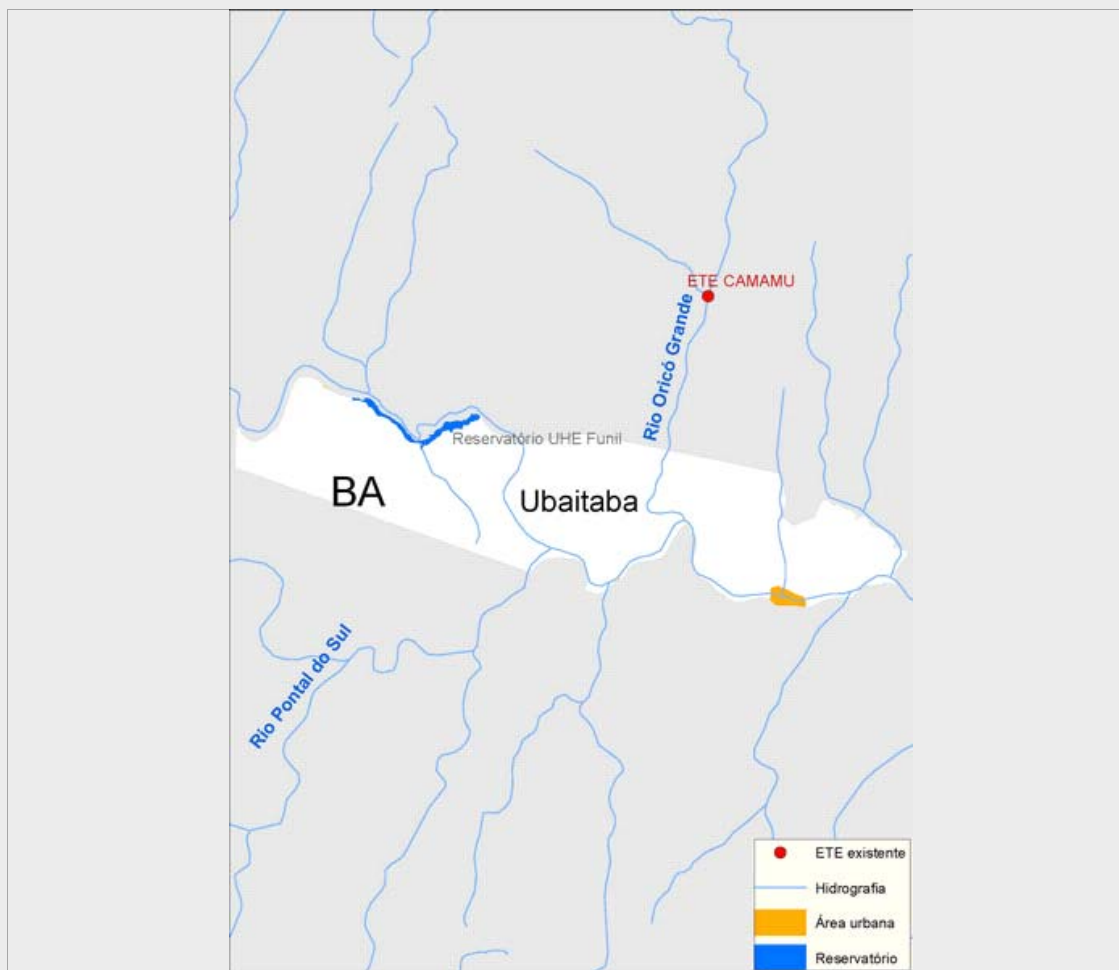 ETE CAMAMU
Rio Oricó Grande
Reservatório UHE Funil
BA
Ubaitaba
Rio Pontal do Sul
ETE existente
Hidrografia
Área urbana
Reservatório